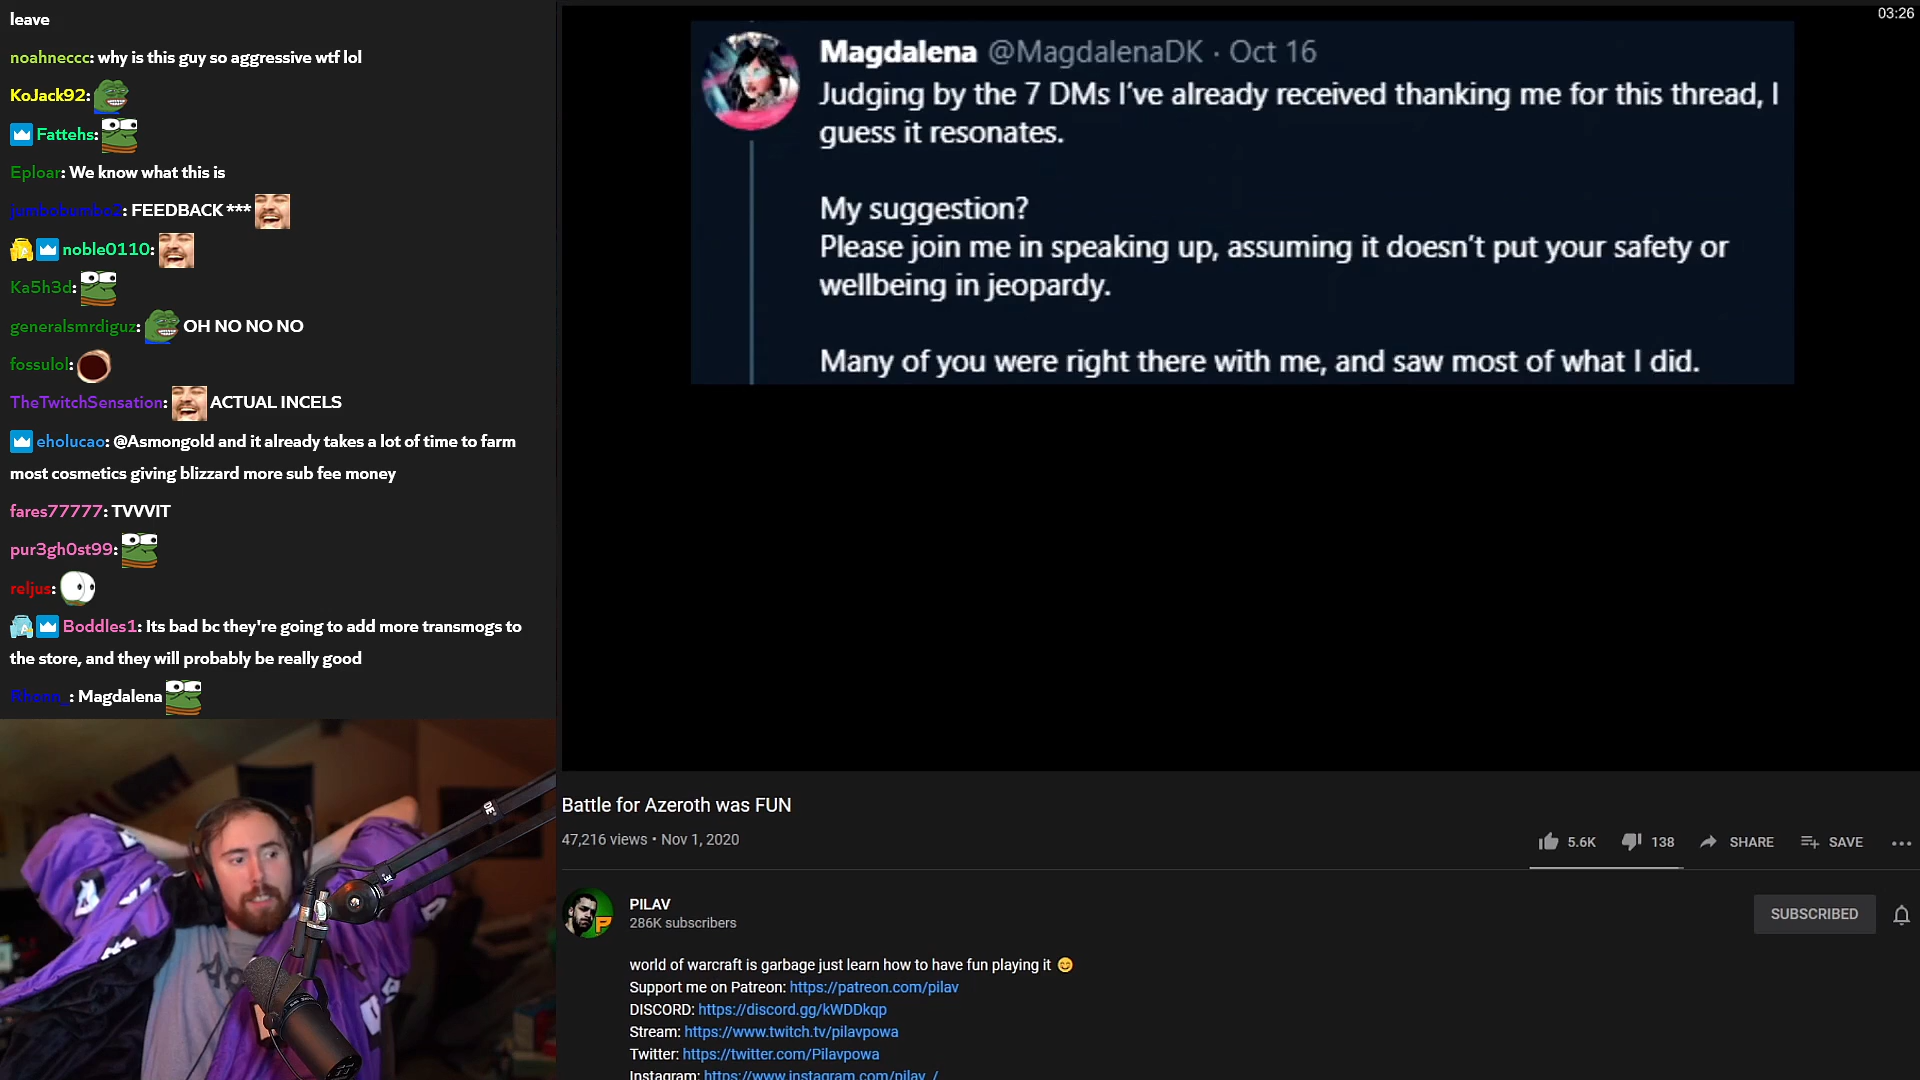 leave
noahneccc: why is this guy so aggressive wtf lol
KoJack92:
Fattehs:
Eploar: We know what this is
jumbobumbo2: FEEDBACK ***
noble0110:
Ka5h3d:
generalsmrdiguz: OH NO NO NO
fossulol:
TheTwitchSensation: ACTUAL INCELS
eholucao: @Asmongold and it already takes a lot of time to farm
most cosmetics giving blizzard more sub fee money
fares77777: TVVVIT
pur3gh0st99:
reljus:
Boddles1: Its bad bc they're going to add more transmogs to
the store, and they will probably be really good
Rhonn_: Magdalena
03:26
Magdalena @MagdalenaDK · Oct 16
Judging by the 7 DMs I've already received thanking me for this thread, I
guess it resonates.
My suggestion?
Please join me in speaking up, assuming it doesn't put your safety or
wellbeing in jeopardy.
Many of you were right there with me, and saw most of what I did.
Battle for Azeroth was FUN
47,216 views • Nov 1, 2020
5.6K
138
SHARE
SAVE
PILAV
286K subscribers
SUBSCRIBED
world of warcraft is garbage just learn how to have fun playing it
Support me on Patreon: https://patreon.com/pilav
DISCORD: https://discord.gg/kWDDkqp
Stream: https://www.twitch.tv/pilavpowa
Twitter: https://twitter.com/Pilavpowa
Instagram: https://www.instagram.com/pilav_/